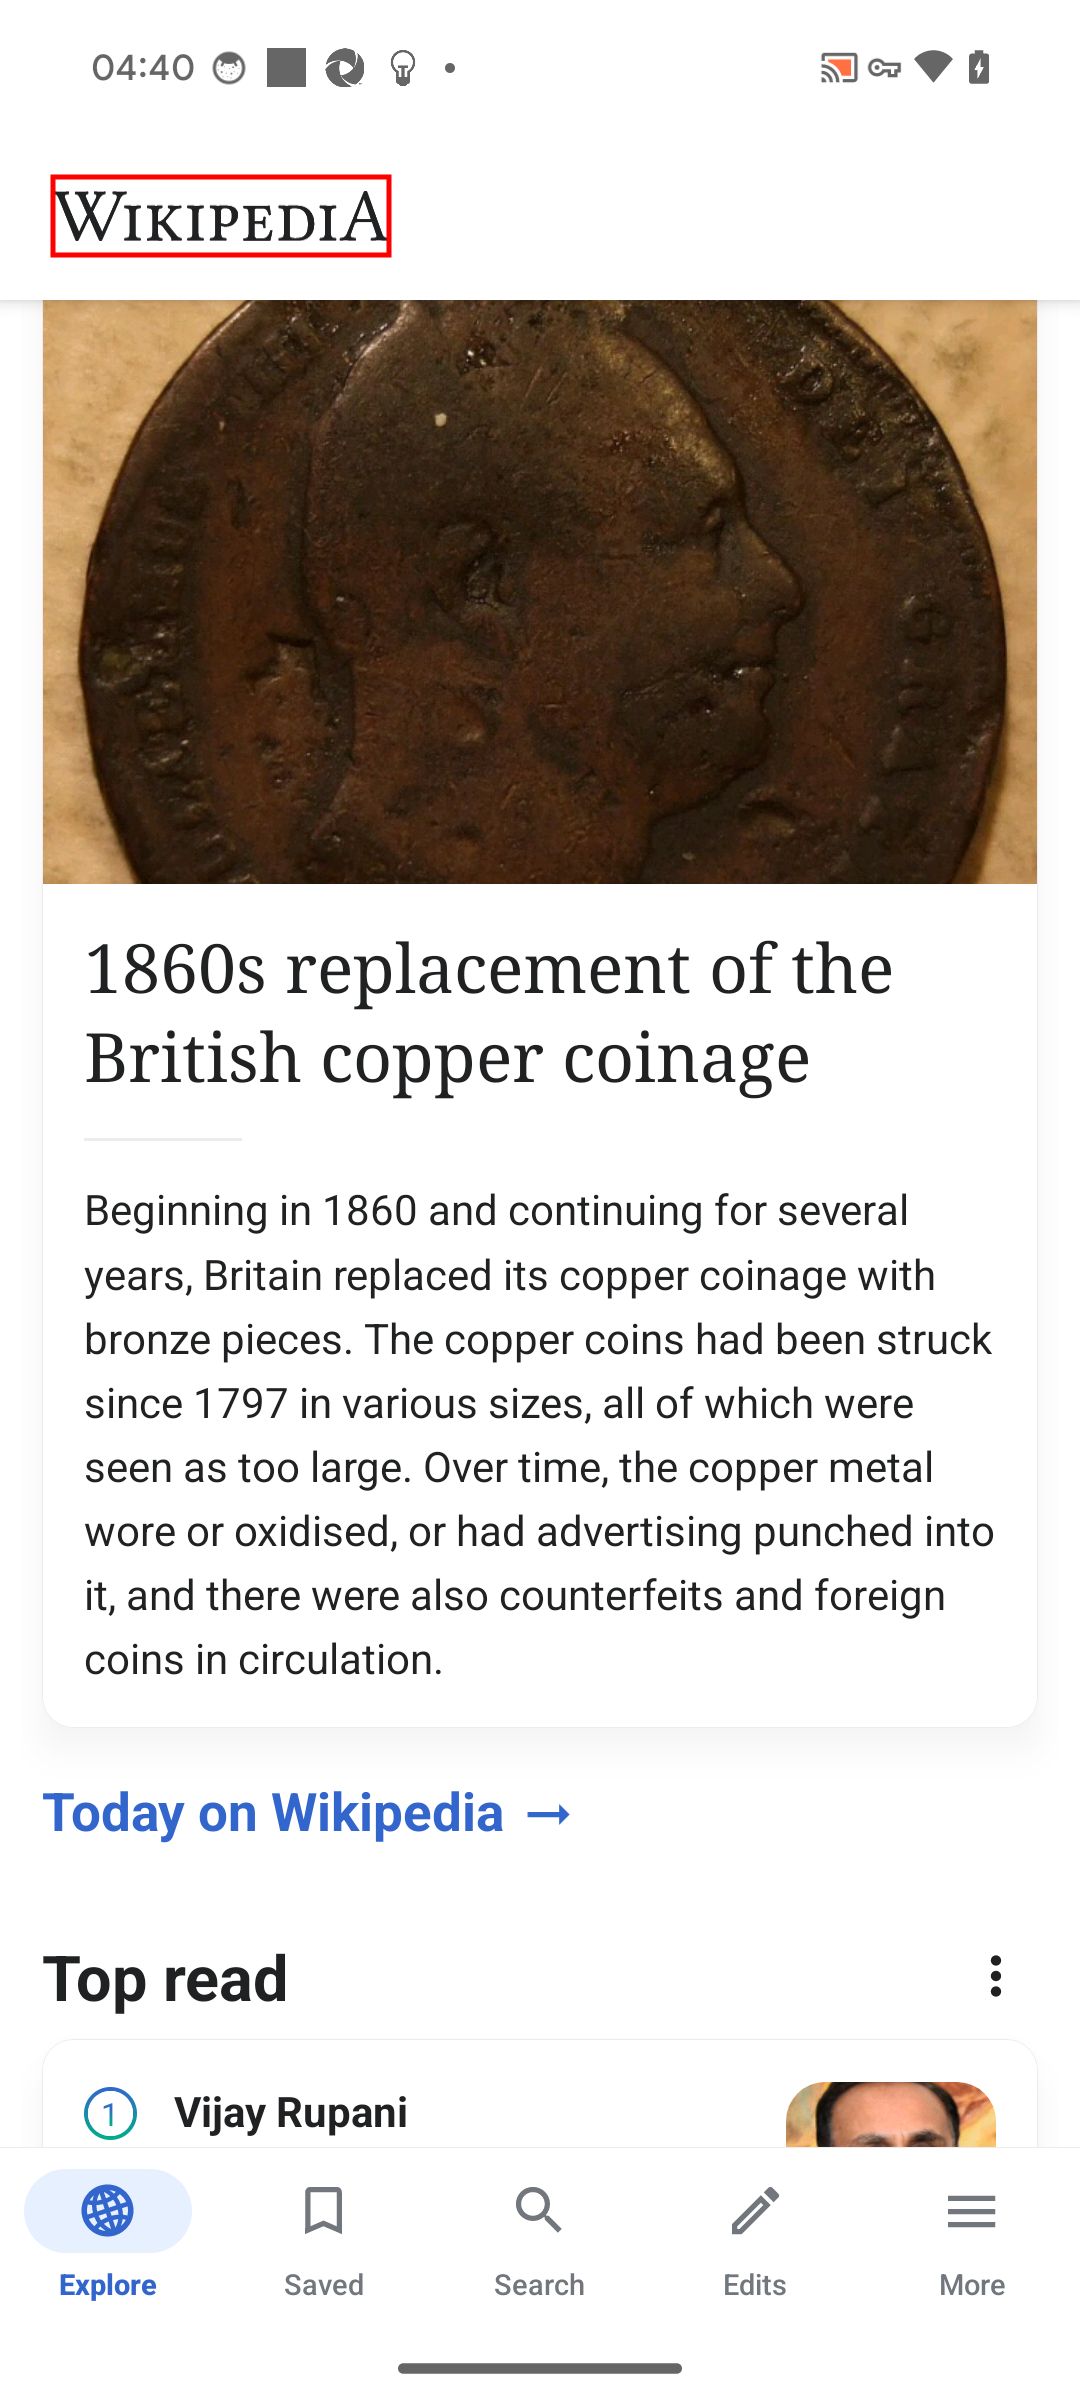 04:40
WIKIPEDIA
1860s replacement of the
British copper coinage
Beginning in 1860 and continuing for several
years, Britain replaced its copper coinage with
bronze pieces. The copper coins had been struck
since 1797 in various sizes, all of which were
seen as too large. Over time, the copper metal
wore or oxidised, or had advertising punched into
it, and there were also counterfeits and foreign
coins in circulation.
Today on Wikipedia →
Top read
1 Vijay Rupani
Explore Saved Search Edits More